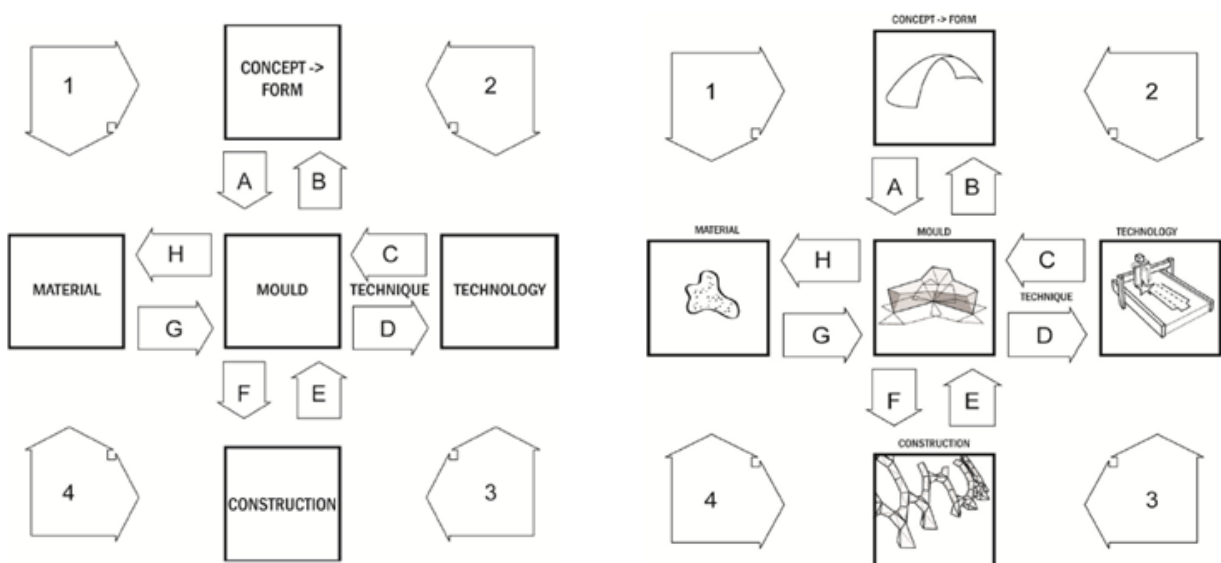 1
CONCEPT ->
FORM
2
A
B
MATERIAL
H
G
MOULD
C
TECHNIQUE
D
TECHNOLOGY
F
E
4
CONSTRUCTION
3
CONCEPT -> FORM
1
2
A
B
MATERIAL
H
G
MOULD
C
TECHNIQUE
D
TECHNOLOGY
F
E
CONSTRUCTION
4
3